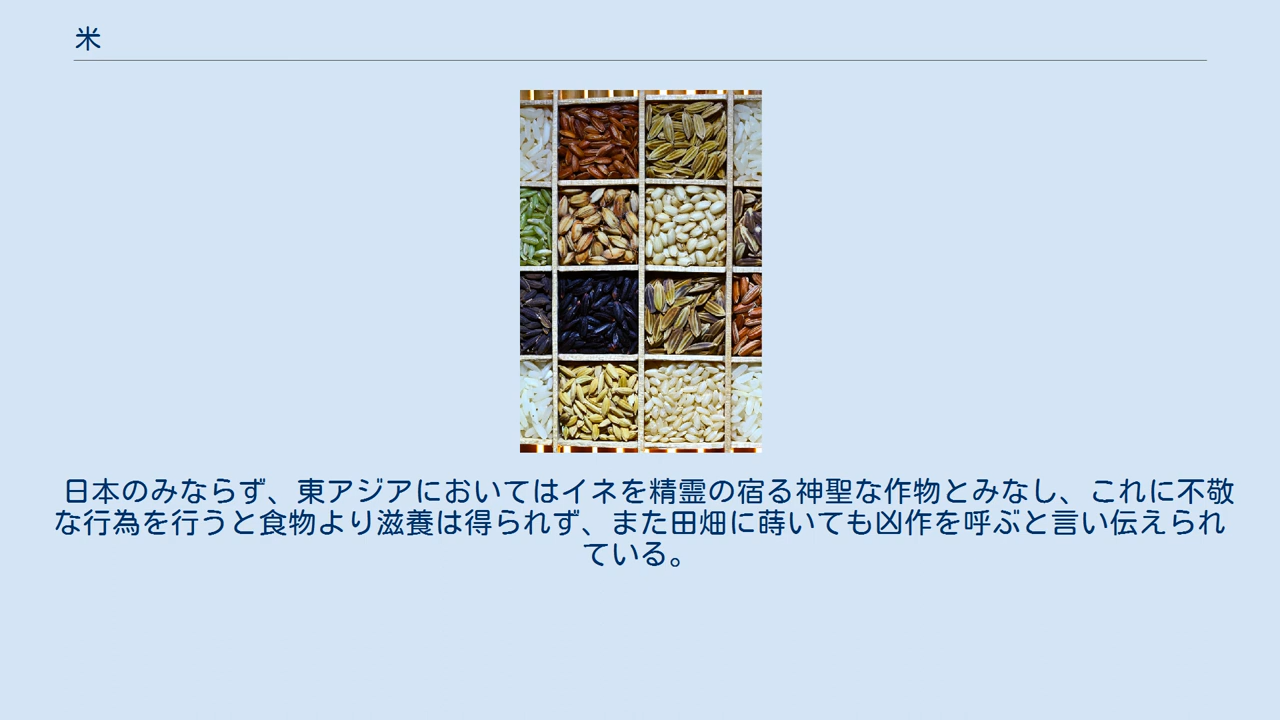 米
日本のみならず、東アジアにおいてはイネを精霊の宿る神聖な作物とみなし、これに不敬
な行為を行うと食物より滋養は得られず、また田畑に蒔いても凶作を呼ぶと言い伝えられ
ている。